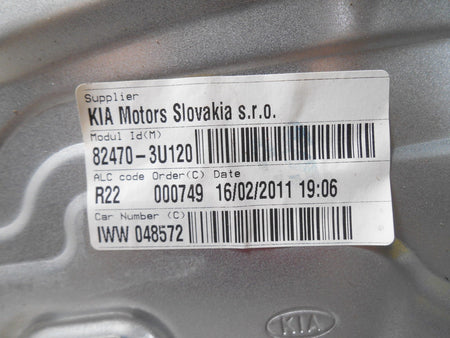 Supplier
KIA Motors Slovakia s.r.o.
Modul Id(M)
82470-3U120
ALC code Order(C) Date
R22 000749 16/02/2011 19:06
Car Number (C)
IWW 048572
KIA